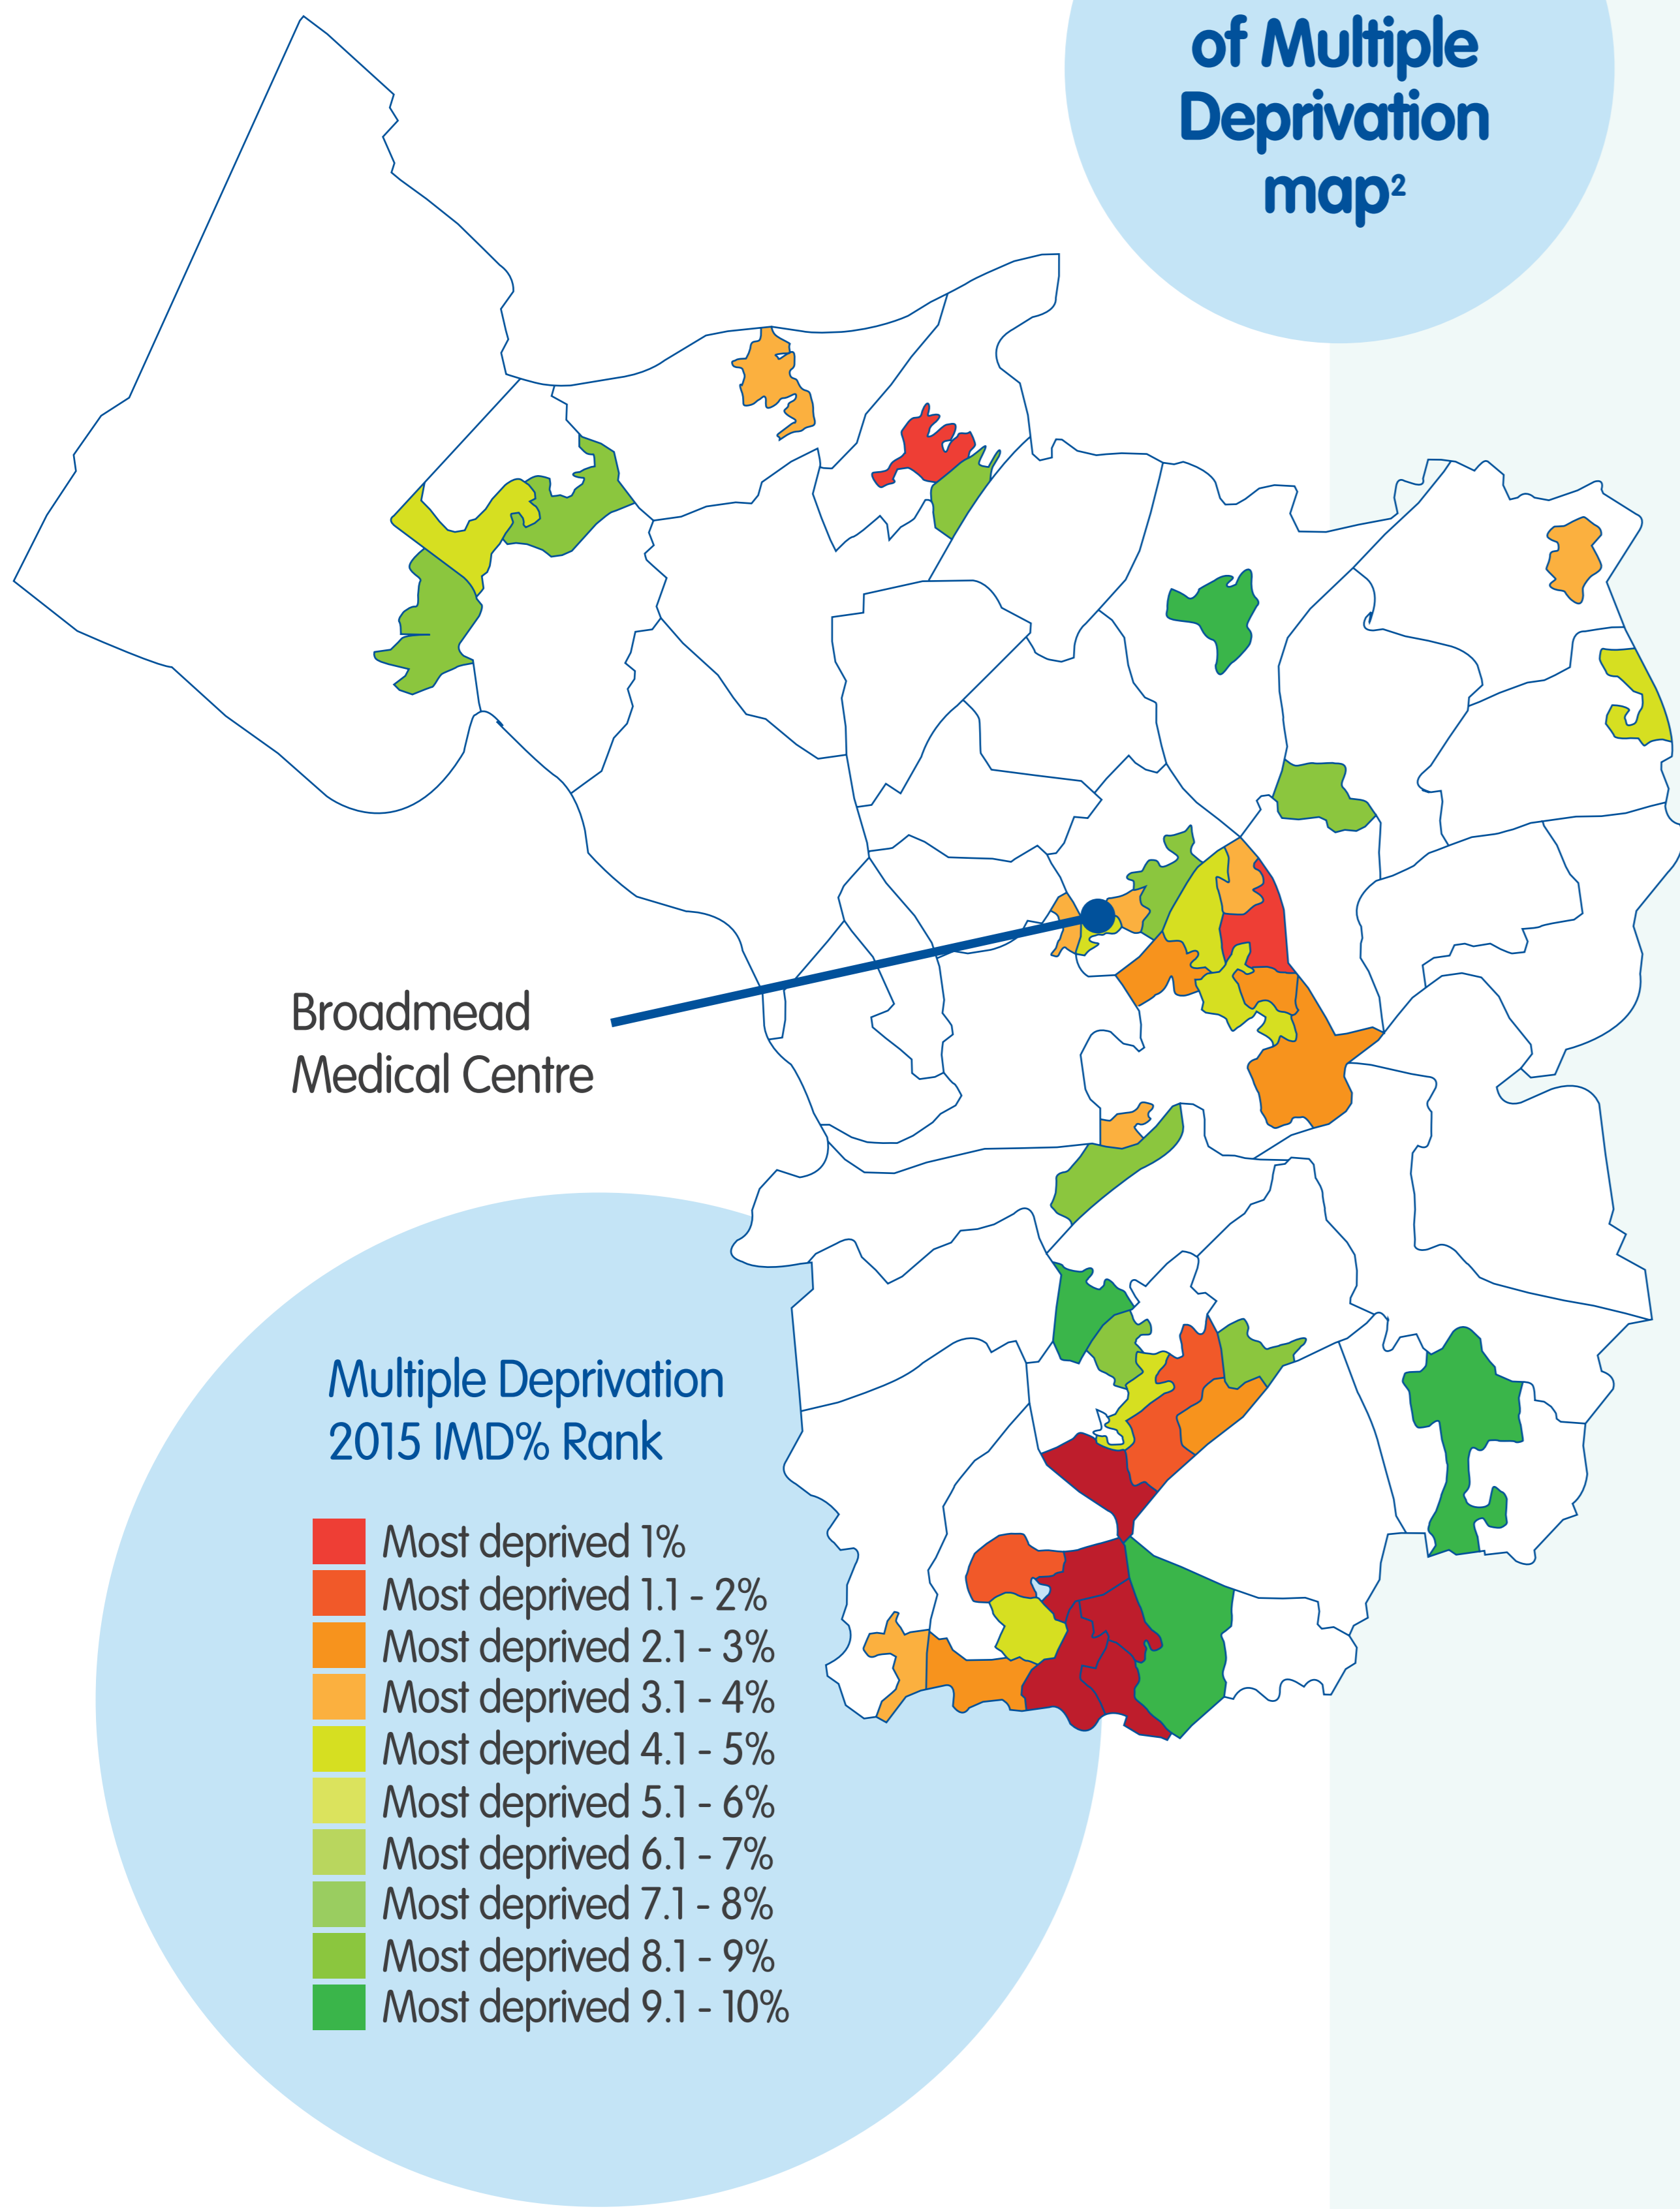 of Multiple
Deprivation
map²
Broadmead
Medical Centre
Multiple Deprivation
2015 IMD% Rank
Most deprived 1%
Most deprived 1.1 - 2%
Most deprived 2.1 - 3%
Most deprived 3.1 - 4%
Most deprived 4.1 - 5%
Most deprived 5.1 - 6%
Most deprived 6.1 - 7%
Most deprived 7.1 - 8%
Most deprived 8.1 - 9%
Most deprived 9.1 - 10%